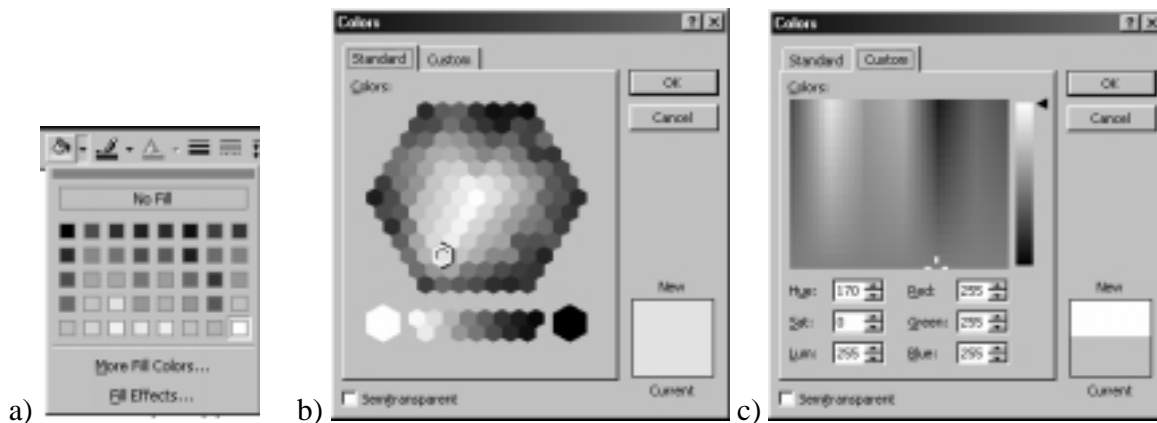 a)
No Fill
More Fill Colors...
Fill Effects...
b)
Colors
Standard Custom
Colors:
OK
Cancel
New
Current
Semitransparent
c)
Colors
Standard Custom
Colors:
OK
Cancel
Hue: 170 Red: 255
Sat: 0 Green: 255
Lum: 255 Blue: 255
New
Current
Semitransparent